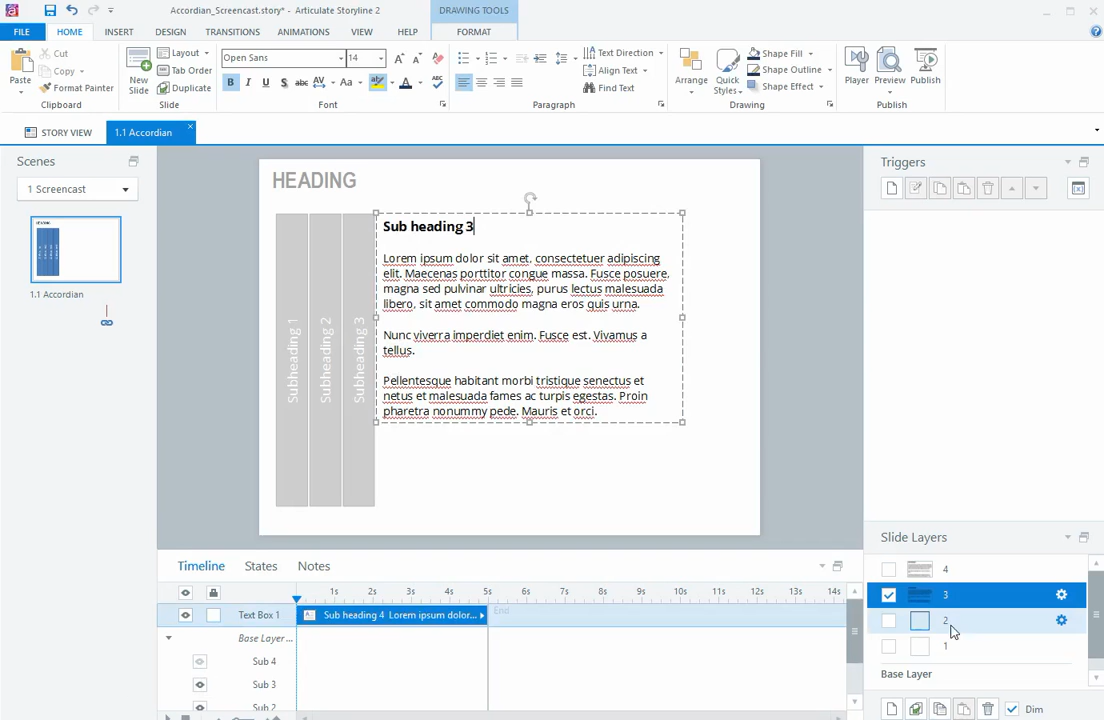 Accordian_Screencast.story* - Articulate Storyline 2
DRAWING TOOLS
FILE HOME INSERT DESIGN TRANSITIONS ANIMATIONS VIEW HELP FORMAT
Paste
Cut
Copy
Format Painter
Clipboard
New Slide
Layout
Tab Order
Duplicate
Slide
Open Sans 14
B I U S abc AV Aa A
Font
Text Direction
Align Text
Find Text
Paragraph
Arrange
Quick Styles
Shape Fill
Shape Outline
Shape Effect
Drawing
Player Preview Publish
Publish
STORY VIEW 1.1 Accordian
Scenes
1 Screencast
1.1 Accordian
HEADING
Subheading 1
Subheading 2
Subheading 3
Sub heading 3
Lorem ipsum dolor sit amet, consectetuer adipiscing
elit. Maecenas porttitor congue massa. Fusce posuere,
magna sed pulvinar ultricies, purus lectus malesuada
libero, sit amet commodo magna eros quis urna.
Nunc viverra imperdiet enim. Fusce est. Vivamus a
tellus.
Pellentesque habitant morbi tristique senectus et
netus et malesuada fames ac turpis egestas. Proin
pharetra nonummy pede. Mauris et orci.
Triggers
Slide Layers
4
3
2
1
Base Layer
Dim
Timeline States Notes
1s 2s 3s 4s 5s 6s 7s 8s 9s 10s 11s 12s 13s 14s
Text Box 1 Sub heading 4 Lorem ipsum dolor... End
Base Layer...
Sub 4
Sub 3
Sub 2